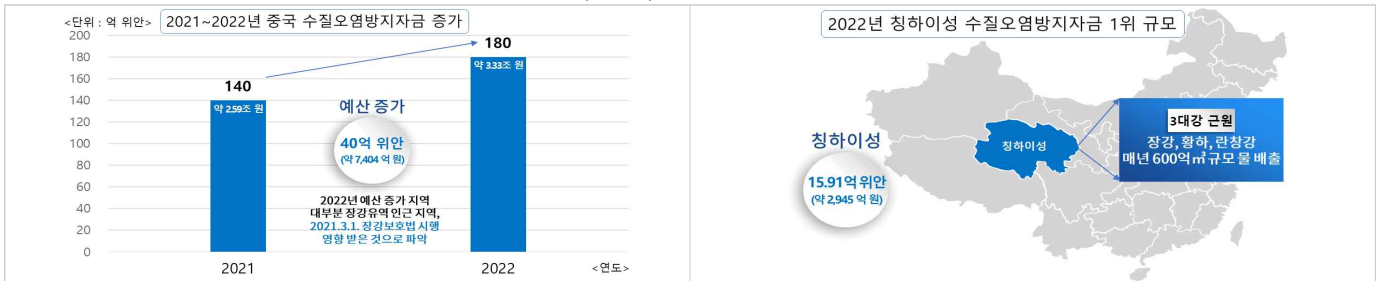 <단위 : 억 위안>
2021~2022년 중국 수질오염방지자금 증가
200
180
160
140
120
100
80
60
40
20
0
140
약 2.59조 원
180
약 3.33조 원
예산 증가
40억 위안
(약 7,404 억 원)
2022년 예산 증가 지역
대부분 장강유역 인근 지역,
2021.3.1. 장강보호법 시행
영향 받은 것으로 파악
2021
2022
<연도>
2022년 칭하이성 수질오염방지자금 1위 규모
칭하이성
15.91억 위안
(약 2,945 억 원)
칭하이성
3대강 근원
장강, 황하, 란창강
매년 600억㎥규모 물 배출